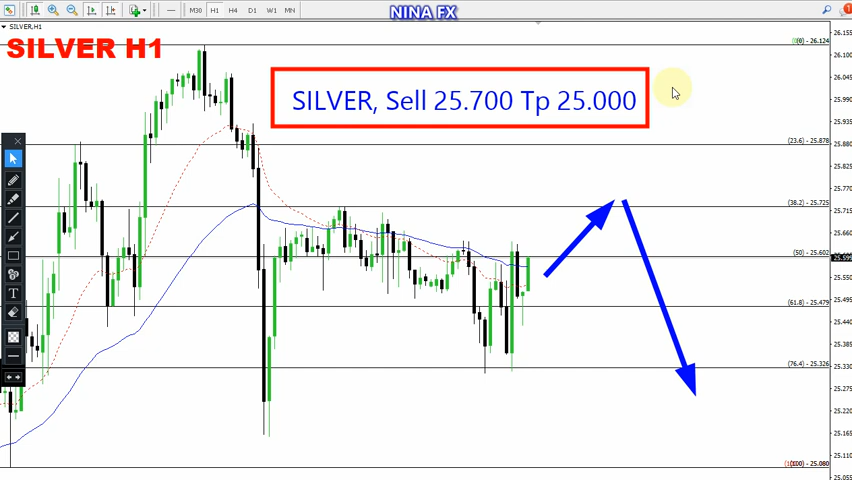 NINA FX
M30 H1 H4 D1 W1 MN
SILVER,H1
SILVER H1
SILVER, Sell 25.700 Tp 25.000
(0) - 26.124
(23.6) - 25.878
(38.2) - 25.725
(50) - 25.602
(61.8) - 25.479
(76.4) - 25.326
(100) - 25.080
26.155
26.100
26.045
25.990
25.935
25.880
25.825
25.770
25.715
25.660
25.599
25.550
25.495
25.440
25.385
25.330
25.275
25.220
25.165
25.110
25.055
T